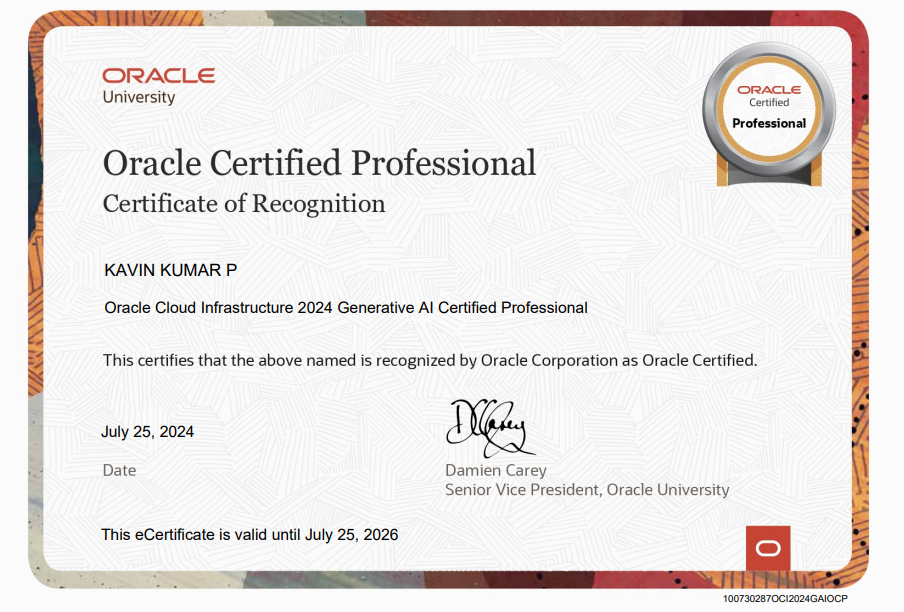 ORACLE
University
ORACLE
Certified
Professional
Oracle Certified Professional
Certificate of Recognition
KAVIN KUMAR P
Oracle Cloud Infrastructure 2024 Generative AI Certified Professional
This certifies that the above named is recognized by Oracle Corporation as Oracle Certified.
DCarey
July 25, 2024
Date
Damien Carey
Senior Vice President, Oracle University
This eCertificate is valid until July 25, 2026
100730287OCI2024GAIOCP